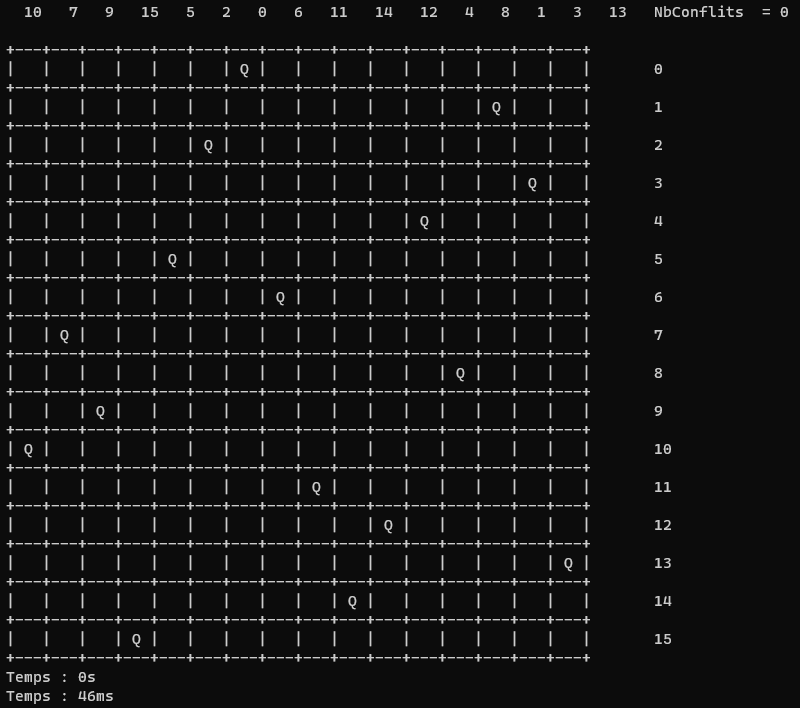 10 7 9 15 5 2 0 6 11 14 12 4 8 1 3 13 NbConflits = 0
+---+---+---+---+---+---+---+---+---+---+---+---+---+---+---+---+
|   |   |   |   |   |   | Q |   |   |   |   |   |   |   |   |   | 0
+---+---+---+---+---+---+---+---+---+---+---+---+---+---+---+---+
|   |   |   |   |   |   |   |   |   |   |   |   |   | Q |   |   | 1
+---+---+---+---+---+---+---+---+---+---+---+---+---+---+---+---+
|   |   |   |   |   | Q |   |   |   |   |   |   |   |   |   |   | 2
+---+---+---+---+---+---+---+---+---+---+---+---+---+---+---+---+
|   |   |   |   |   |   |   |   |   |   |   |   |   |   | Q |   | 3
+---+---+---+---+---+---+---+---+---+---+---+---+---+---+---+---+
|   |   |   |   |   |   |   |   |   |   |   | Q |   |   |   |   | 4
+---+---+---+---+---+---+---+---+---+---+---+---+---+---+---+---+
|   |   |   |   | Q |   |   |   |   |   |   |   |   |   |   |   | 5
+---+---+---+---+---+---+---+---+---+---+---+---+---+---+---+---+
|   |   |   |   |   |   |   | Q |   |   |   |   |   |   |   |   | 6
+---+---+---+---+---+---+---+---+---+---+---+---+---+---+---+---+
|   | Q |   |   |   |   |   |   |   |   |   |   |   |   |   |   | 7
+---+---+---+---+---+---+---+---+---+---+---+---+---+---+---+---+
|   |   |   |   |   |   |   |   |   |   |   |   | Q |   |   |   | 8
+---+---+---+---+---+---+---+---+---+---+---+---+---+---+---+---+
|   |   | Q |   |   |   |   |   |   |   |   |   |   |   |   |   | 9
+---+---+---+---+---+---+---+---+---+---+---+---+---+---+---+---+
| Q |   |   |   |   |   |   |   |   |   |   |   |   |   |   |   | 10
+---+---+---+---+---+---+---+---+---+---+---+---+---+---+---+---+
|   |   |   |   |   |   |   |   | Q |   |   |   |   |   |   |   | 11
+---+---+---+---+---+---+---+---+---+---+---+---+---+---+---+---+
|   |   |   |   |   |   |   |   |   |   | Q |   |   |   |   |   | 12
+---+---+---+---+---+---+---+---+---+---+---+---+---+---+---+---+
|   |   |   |   |   |   |   |   |   |   |   |   |   |   |   | Q | 13
+---+---+---+---+---+---+---+---+---+---+---+---+---+---+---+---+
|   |   |   |   |   |   |   |   |   | Q |   |   |   |   |   |   | 14
+---+---+---+---+---+---+---+---+---+---+---+---+---+---+---+---+
|   |   |   | Q |   |   |   |   |   |   |   |   |   |   |   |   | 15
+---+---+---+---+---+---+---+---+---+---+---+---+---+---+---+---+
Temps : 0s
Temps : 46ms